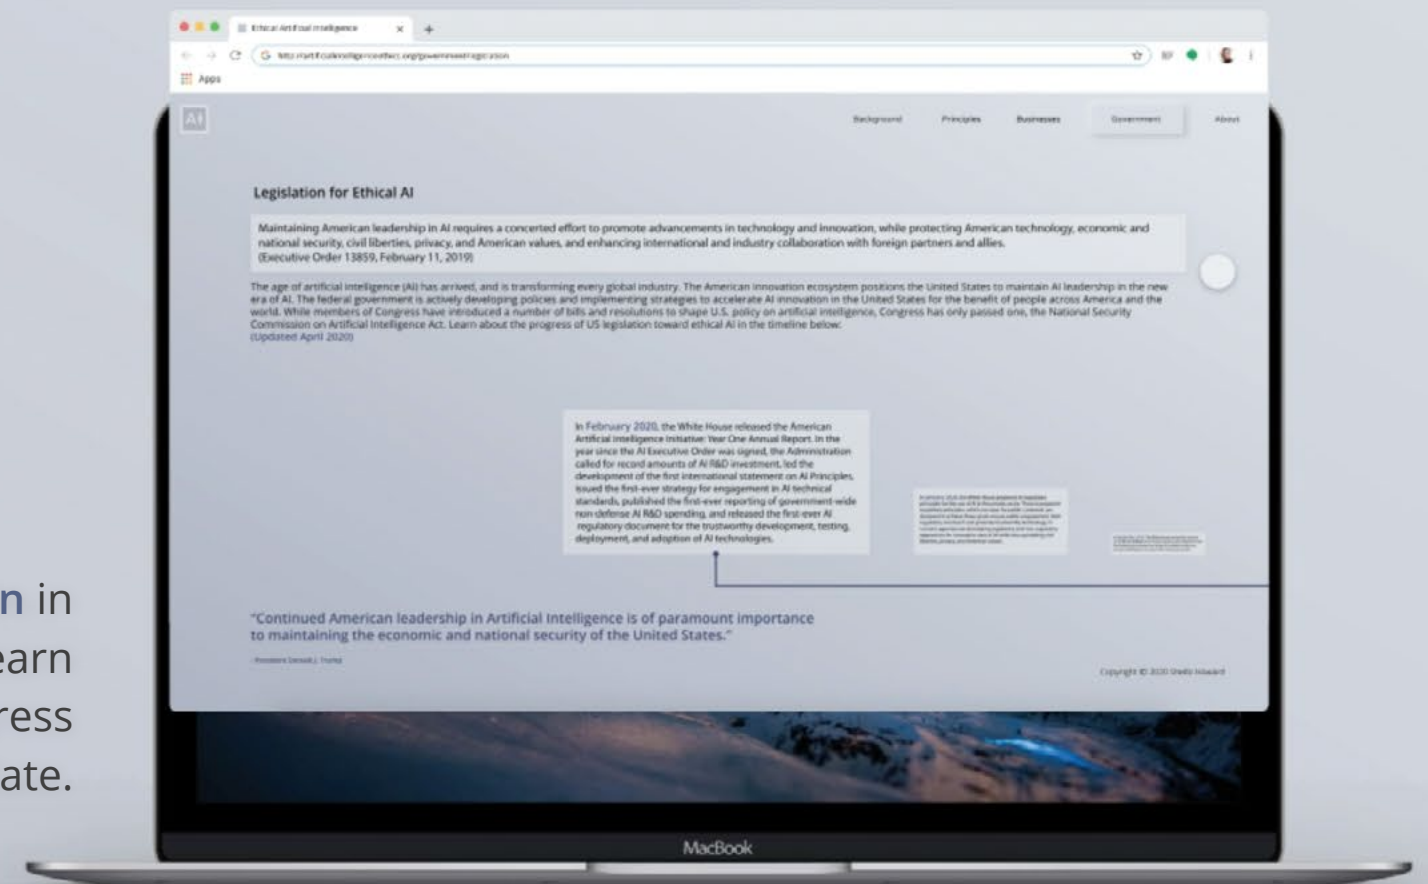 Ethical Artificial Intelligence
Apps
AI
Background Principles Businesses Government About
Legislation for Ethical AI
Maintaining American leadership in AI requires a concerted effort to promote advancements in technology and innovation, while protecting American technology, economic and
national security, civil liberties, privacy, and American values, and enhancing international and industry collaboration with foreign partners and allies.
(Executive Order 13859, February 11, 2019)
The age of artificial intelligence (AI) has arrived, and is transforming every global industry. The American innovation ecosystem positions the United States to maintain AI leadership in the new
era of AI. The federal government is actively developing policies and implementing strategies to accelerate AI innovation in the United States for the benefit of people across America and the
world. While members of Congress have introduced a number of bills and resolutions to shape U.S. policy on artificial intelligence, Congress has only passed one, the National Security
Commission on Artificial Intelligence Act. Learn about the progress of US legislation toward ethical AI in the timeline below:
(Updated April 2020)
In February 2020, the White House released the American
Artificial Intelligence Initiative: Year One Annual Report. In the
year since the AI Executive Order was signed, the Administration
called for record amounts of AI R&D investment, led the
development of the first international statement on AI Principles,
issued the first-ever strategy for engagement in AI technical
standards, published the first-ever reporting of government-wide
non-defense AI R&D spending, and released the first-ever AI
regulatory document for the trustworthy development, testing,
deployment, and adoption of AI technologies.
"Continued American leadership in Artificial Intelligence is of paramount importance
to maintaining the economic and national security of the United States."
- President Donald J. Trump
Copyright © 2020
n in
earn
ress
ate.
MacBook